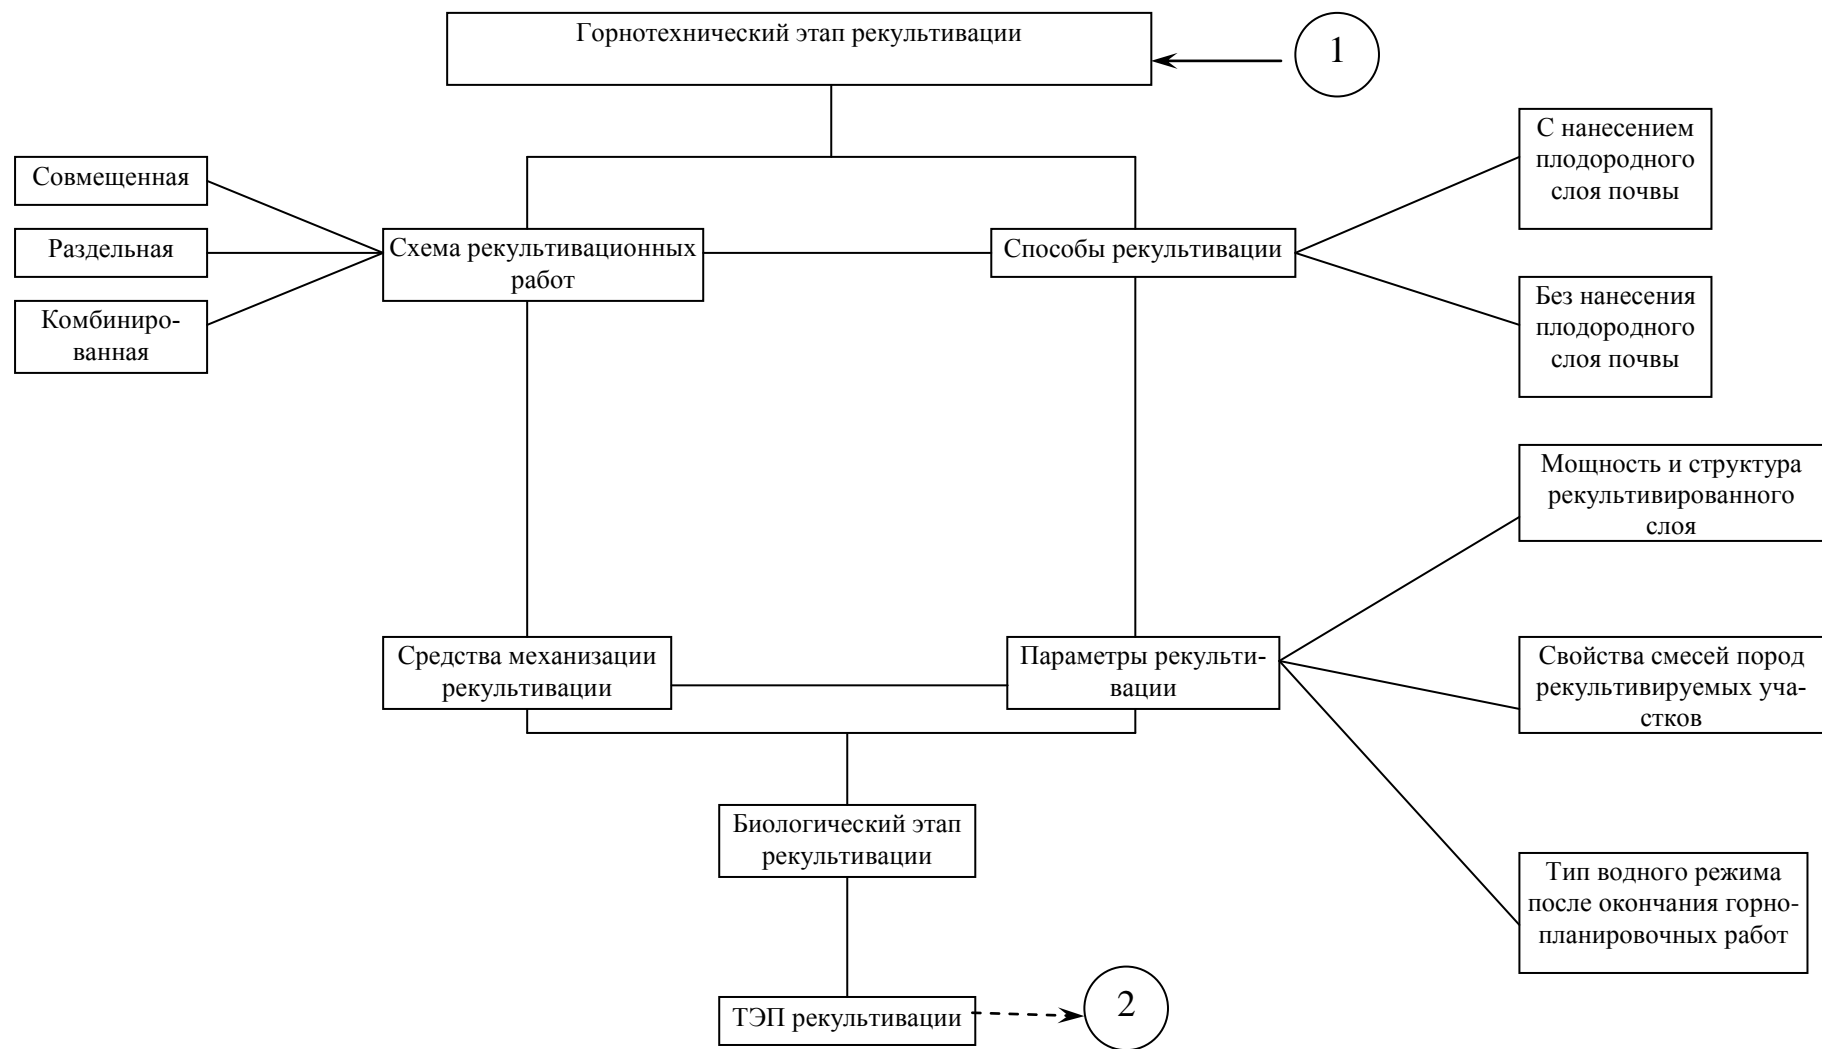 Горнотехнический этап рекультивации
1
С нанесением
плодородного
слоя почвы
Совмещенная
Раздельная
Комбиниро-
ванная
Схема рекультивационных
работ
Способы рекультивации
Без нанесения
плодородного
слоя почвы
Мощность и структура
рекультивированного
слоя
Средства механизации
рекультивации
Параметры рекульти-
вации
Свойства смесей пород
рекультивируемых уча-
стков
Биологический этап
рекультивации
Тип водного режима
после окончания горно-
планировочных работ
ТЭП рекультивации
2